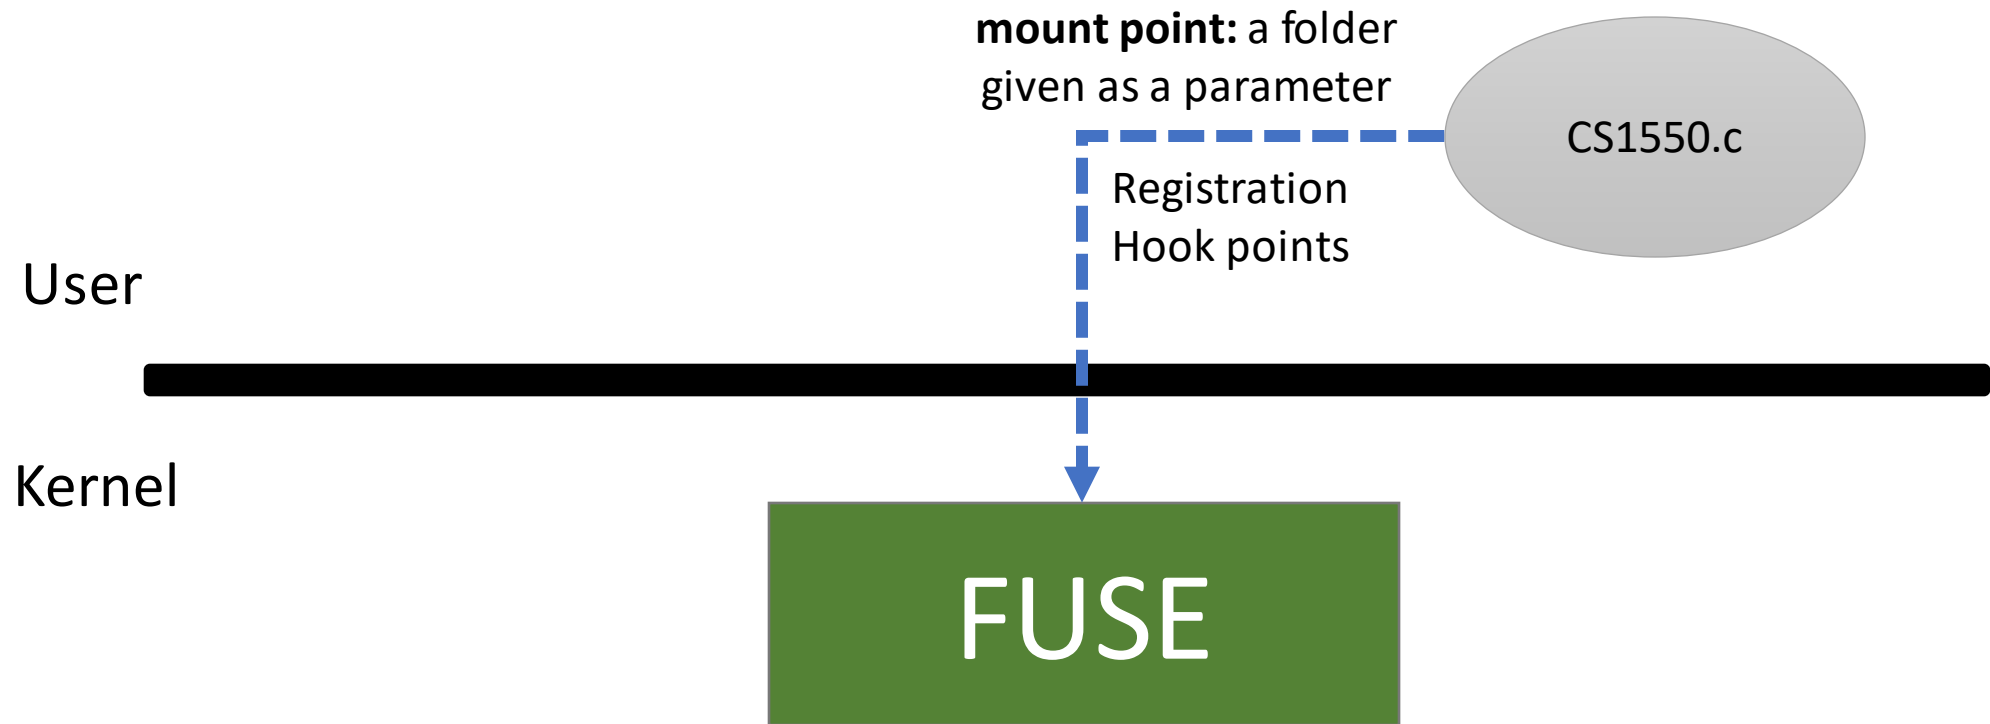 mount point: a folder
given as a parameter
CS1550.c
Registration
Hook points
User
Kernel
FUSE